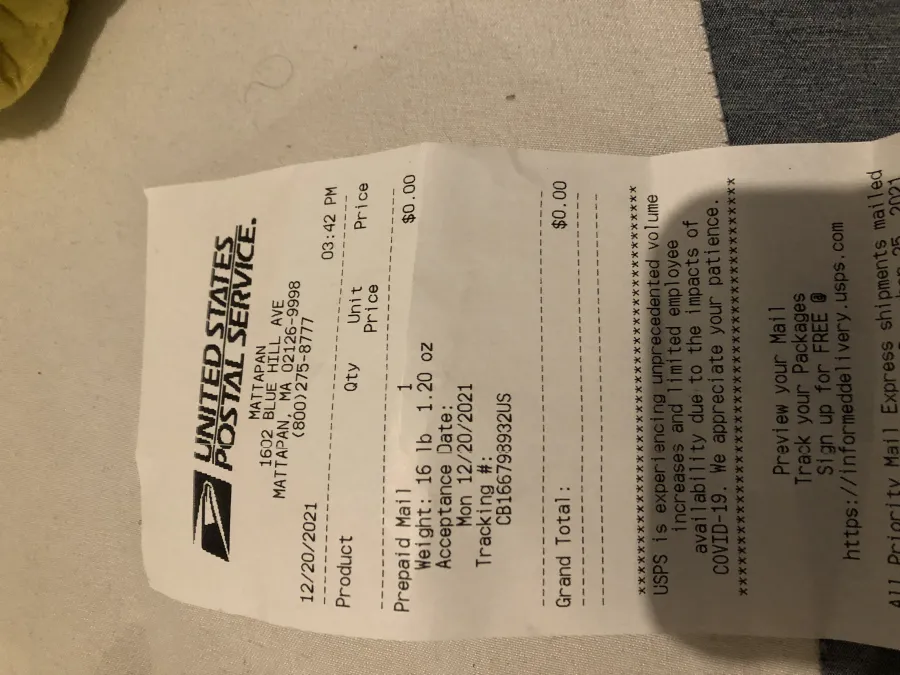 UNITED STATES
POSTAL SERVICE.
MATTAPAN
1602 BLUE HILL AVE
MATTAPAN, MA 02126-9998
(800)275-8777
12/20/2021 03:42 PM
Product Qty Unit Price
Price
Prepaid Mail 1 $0.00
Weight: 16 lb 1.20 oz
Acceptance Date:
Mon 12/20/2021
Tracking #:
CB166793932US
Grand Total: $0.00
USPS is experiencing unprecedented volume
increases and limited employee
availability due to the impacts of
COVID-19. We appreciate your patience.
Preview your Mail
Track your Packages
Sign up for FREE @
https://informeddelivery.usps.com
All Priority Mail Express shipments mailed
25, 2021